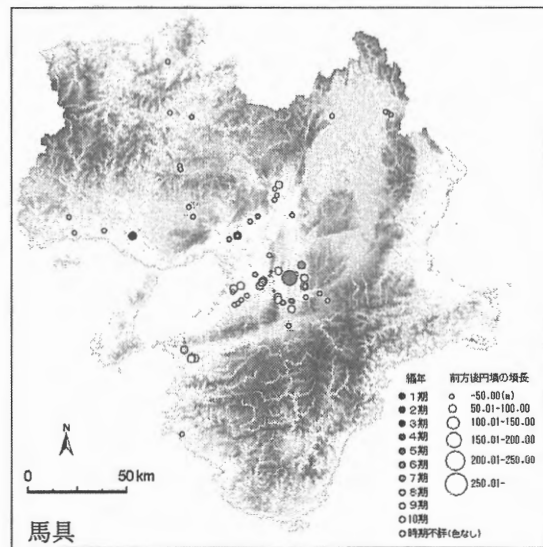 編年
1期
2期
3期
4期
5期
6期
7期
8期
9期
10期
時期不詳(色なし)
前方後円墳の墳長
-50.00(m)
50.01-100.00
100.01-150.00
150.01-200.00
200.01-250.00
250.01-
N
0 50km
馬具